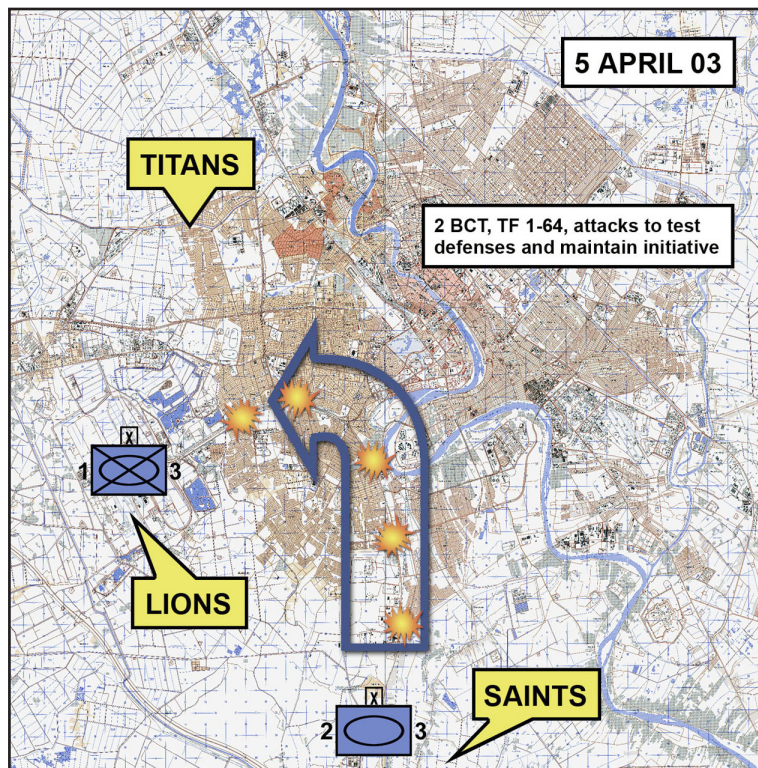 5 APRIL 03
TITANS
2 BCT, TF 1-64, attacks to test
defenses and maintain initiative
X
1 3
LIONS
SAINTS
X
2 3